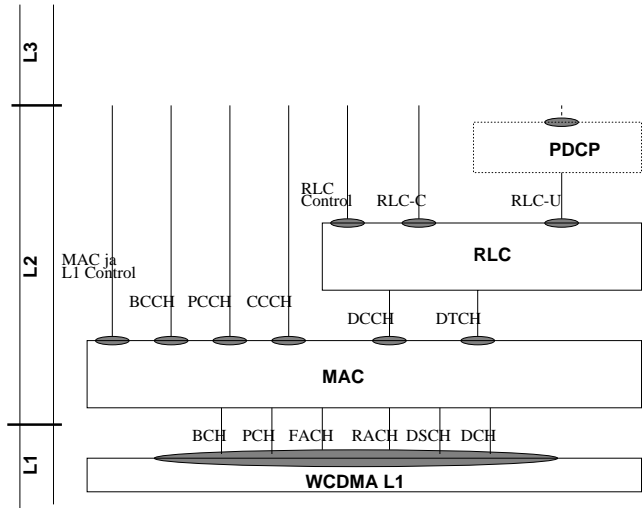 L3
PDCP
RLC
Control
RLC-C
RLC-U
L2
RLC
MAC ja
L1 Control
BCCH
PCCH
CCCH
DCCH
DTCH
MAC
BCH
PCH
FACH
RACH
DSCH
DCH
L1
WCDMA L1